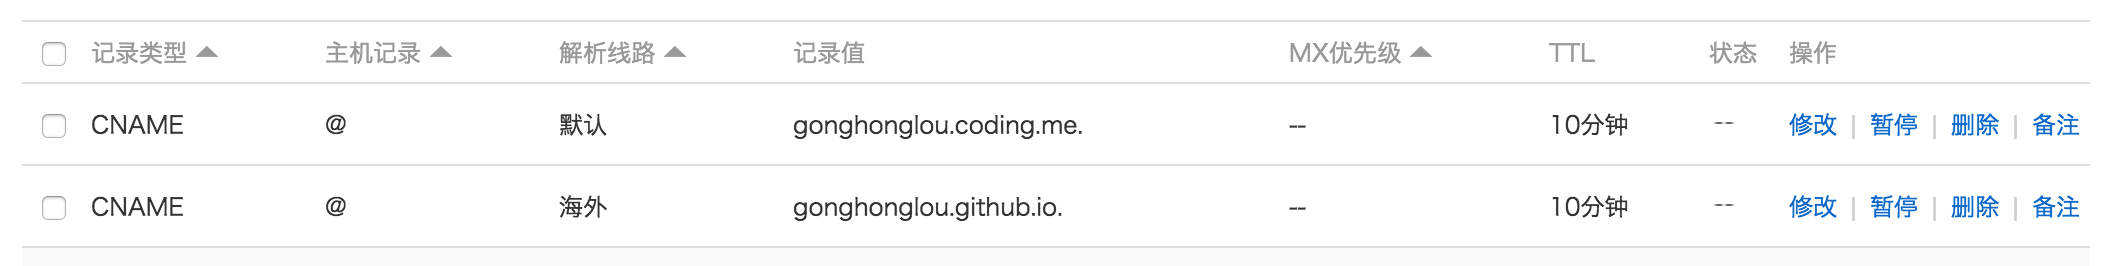 记录类型 主机记录 解析线路 记录值 MX优先级 TTL 状态 操作
CNAME @ 默认 gonghonglou.coding.me. -- 10分钟 -- 修改 | 暂停 | 删除 | 备注
CNAME @ 海外 gonghonglou.github.io. -- 10分钟 -- 修改 | 暂停 | 删除 | 备注